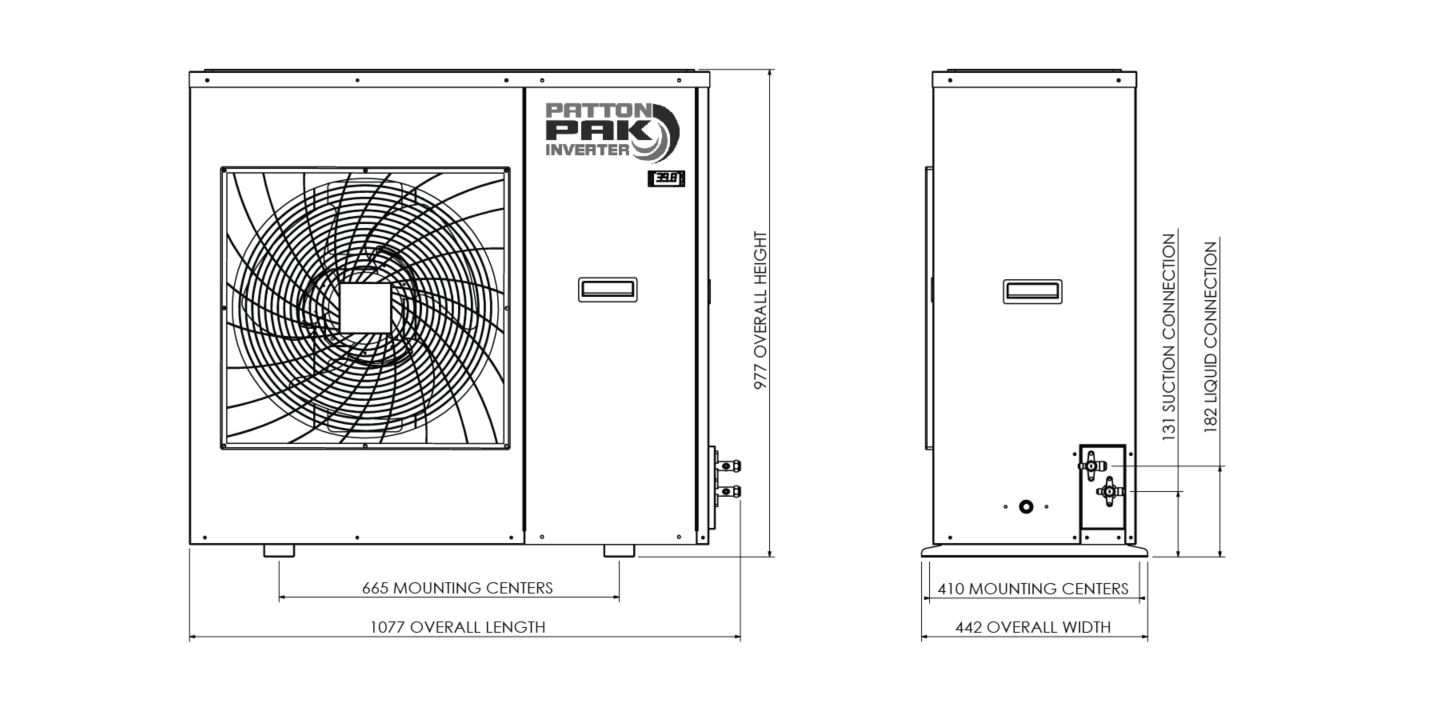 PATTON
PAK
INVERTER
39.8
977 OVERALL HEIGHT
665 MOUNTING CENTERS
1077 OVERALL LENGTH
131 SUCTION CONNECTION
182 LIQUID CONNECTION
410 MOUNTING CENTERS
442 OVERALL WIDTH